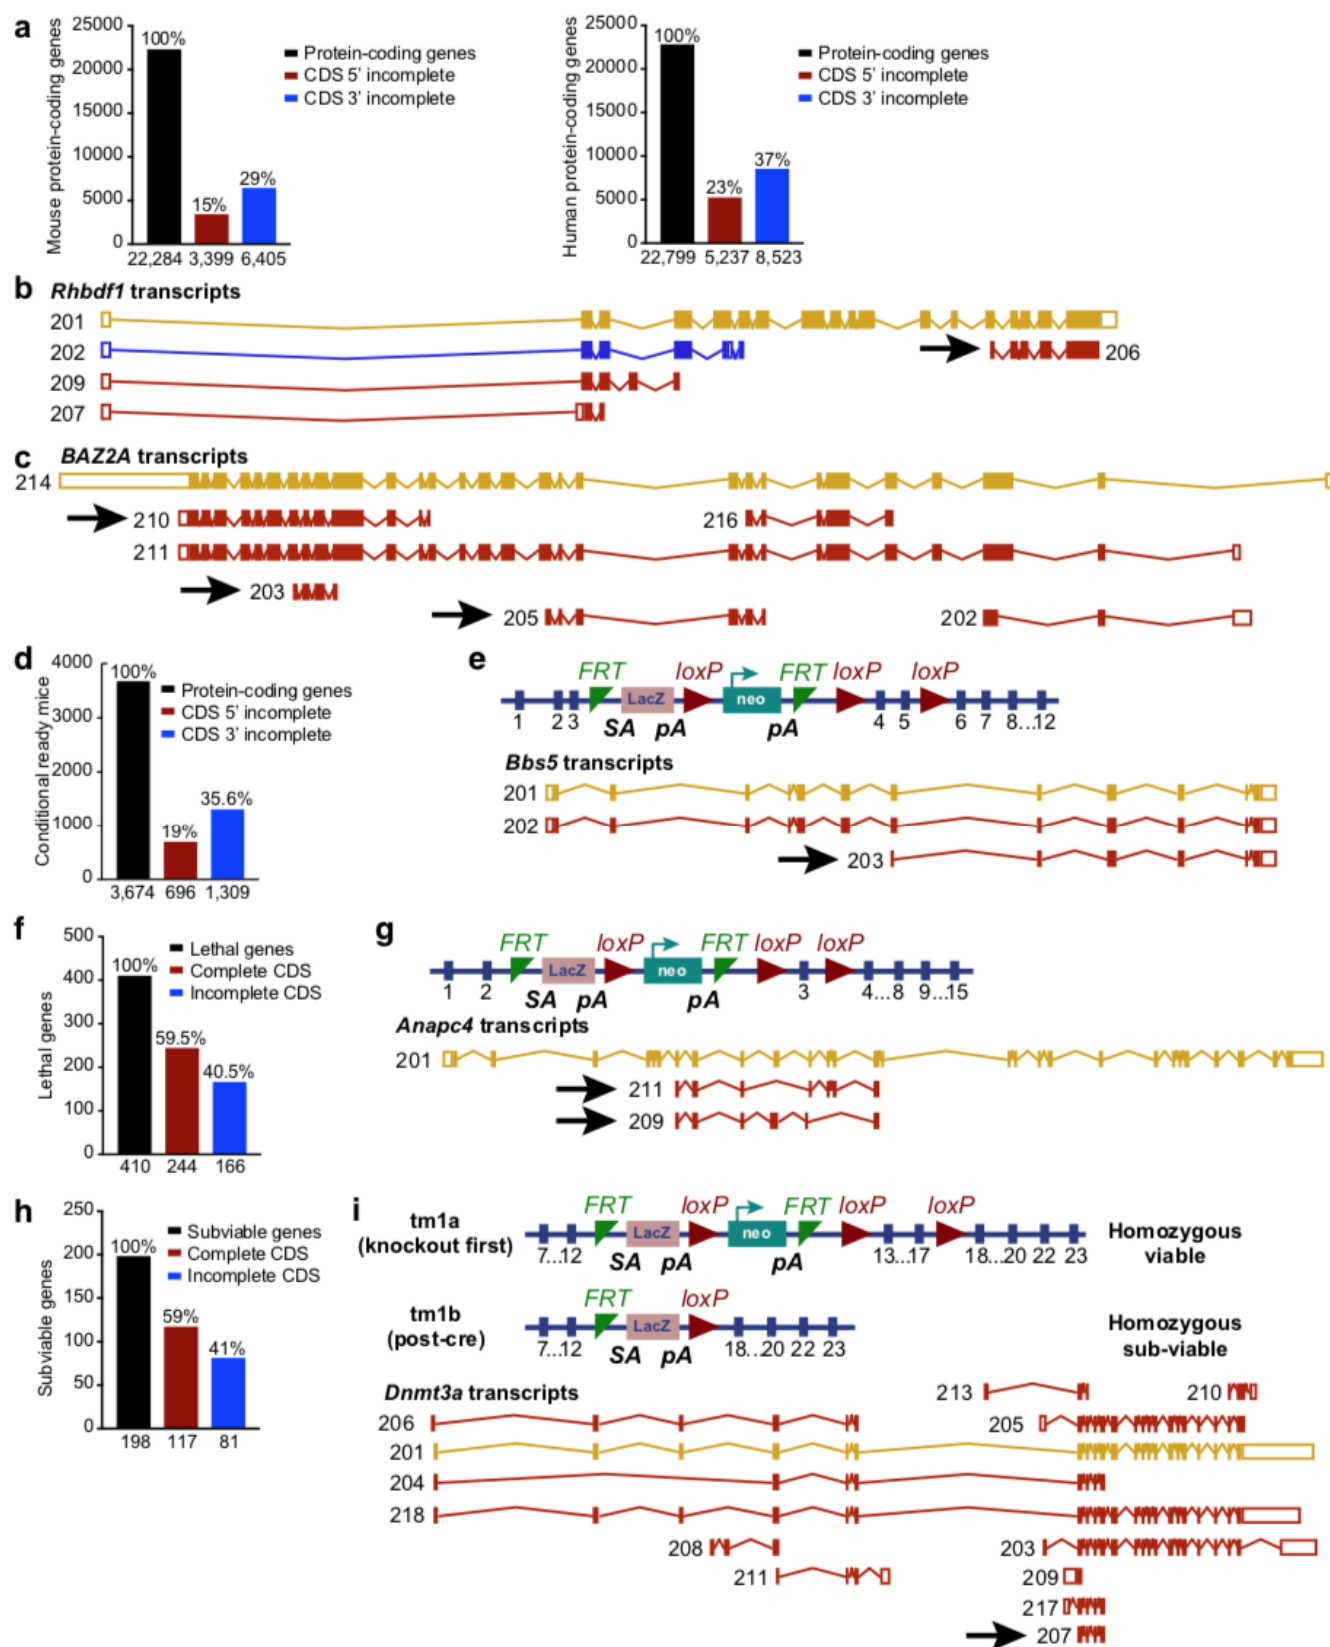 a
Mouse protein-coding genes
25000
20000
15000
10000
5000
0
100%
15%
29%
22,284 3,399 6,405
Protein-coding genes
CDS 5' incomplete
CDS 3' incomplete
Human protein-coding genes
25000
20000
15000
10000
5000
0
100%
23%
37%
22,799 5,237 8,523
Protein-coding genes
CDS 5' incomplete
CDS 3' incomplete
b Rhbdf1 transcripts
201
202
206
209
207
c BAZ2A transcripts
214
210
216
211
203
205
202
d
Conditional ready mice
4000
3000
2000
1000
0
100%
19%
35.6%
3,674 696 1,309
Protein-coding genes
CDS 5' incomplete
CDS 3' incomplete
e
FRT loxP FRT loxP loxP
LacZ neo
1 2 3 4 5 6 7 8...12
SA pA pA
Bbs5 transcripts
201
202
203
f
Lethal genes
500
400
300
200
100
0
100%
59.5%
40.5%
410 244 166
Lethal genes
Complete CDS
Incomplete CDS
g
FRT loxP FRT loxP loxP
LacZ neo
1 2 3 4...8 9...15
SA pA pA
Anapc4 transcripts
201
211
209
h
Subviable genes
250
200
150
100
50
0
100%
59%
41%
198 117 81
Subviable genes
Complete CDS
Incomplete CDS
i
tm1a
(knockout first)
FRT loxP FRT loxP loxP
LacZ neo
7...12 13...17 18...20 22 23
SA pA pA
Homozygous
viable
tm1b
(post-cre)
FRT loxP
LacZ
7...12 18...20 22 23
SA pA
Homozygous
sub-viable
Dnmt3a transcripts
213 210
206 205
201
204
218
208 203
211 209
217
207